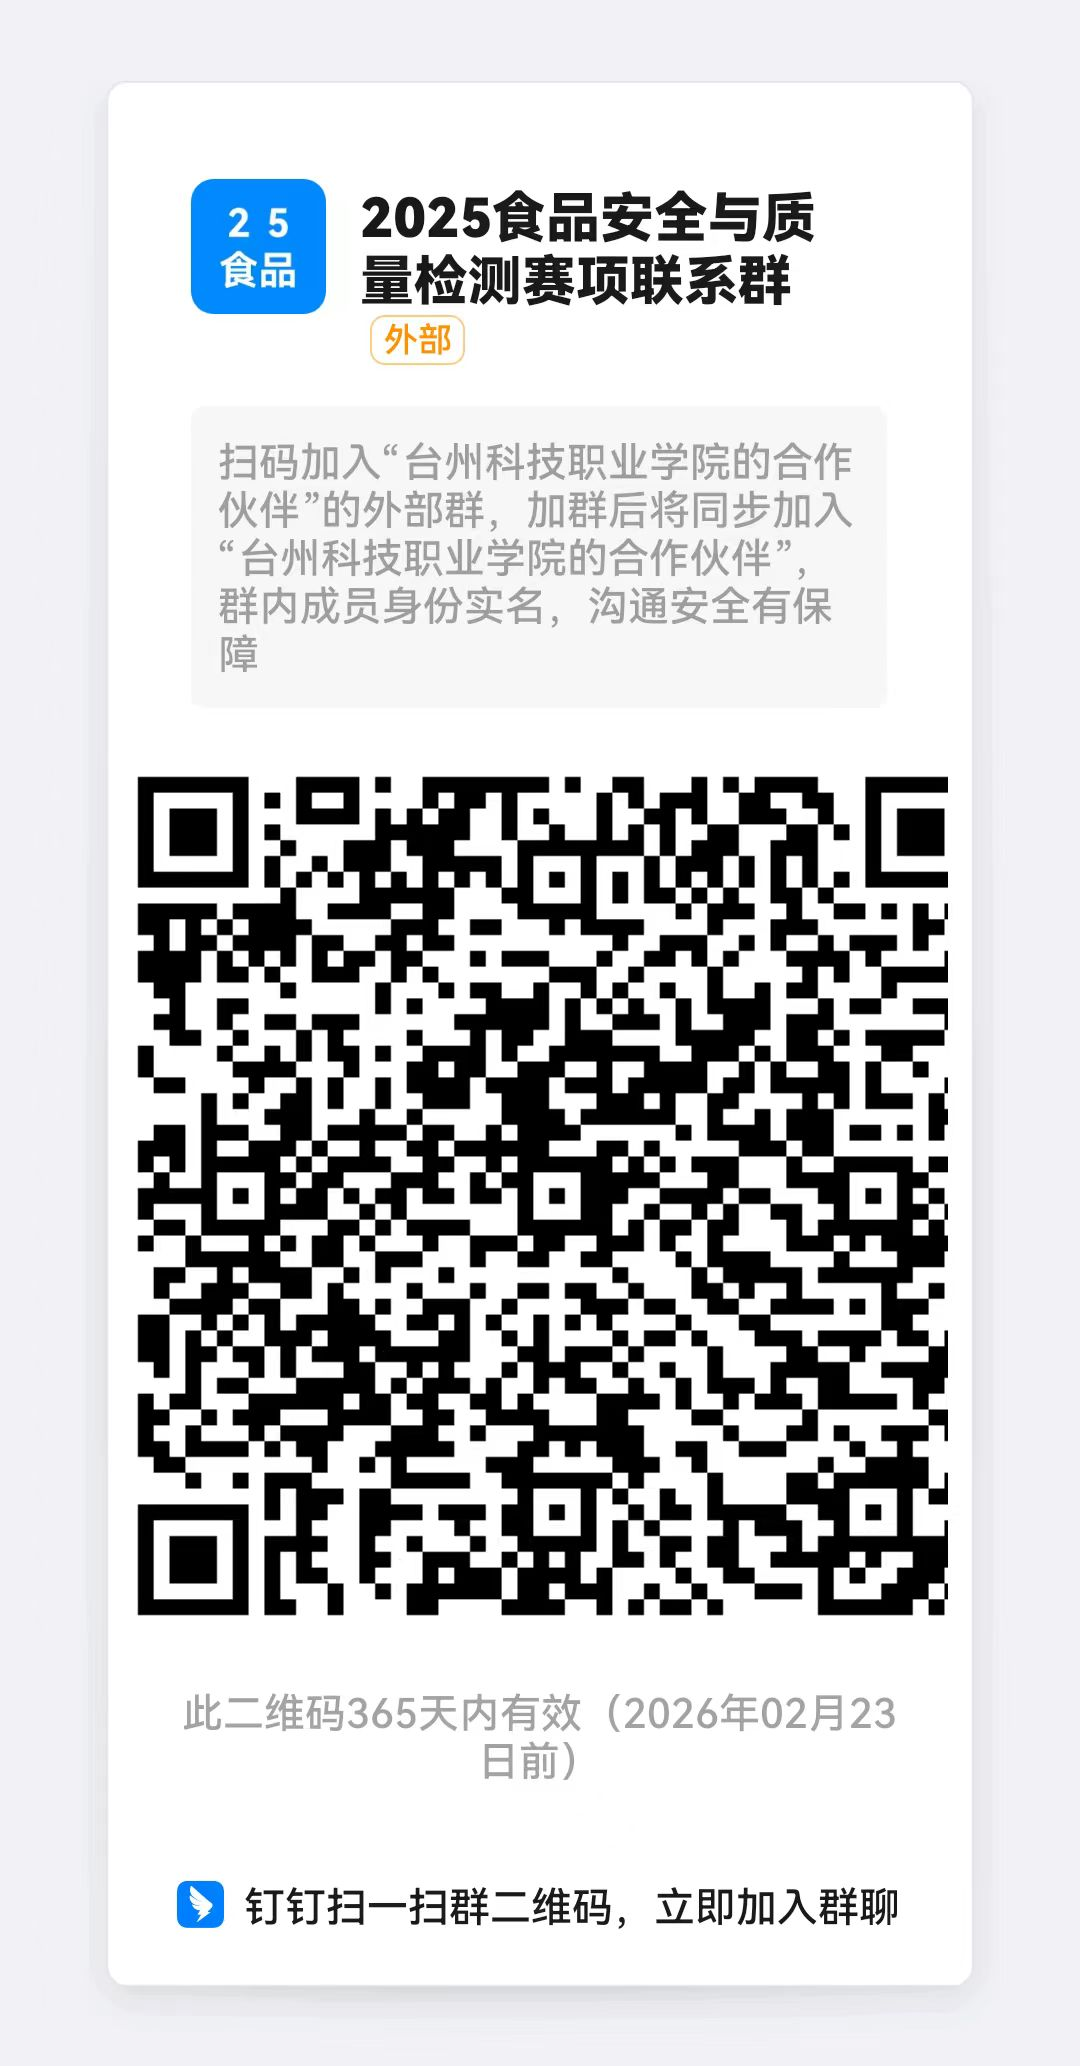 25
食品
2025食品安全与质
量检测赛项联系群
外部
扫码加入“台州科技职业学院的合作
伙伴”的外部群，加群后将同步加入
“台州科技职业学院的合作伙伴”，
群内成员身份实名，沟通安全有保
障
此二维码365天内有效（2026年02月23
日前）
钉钉扫一扫群二维码，立即加入群聊